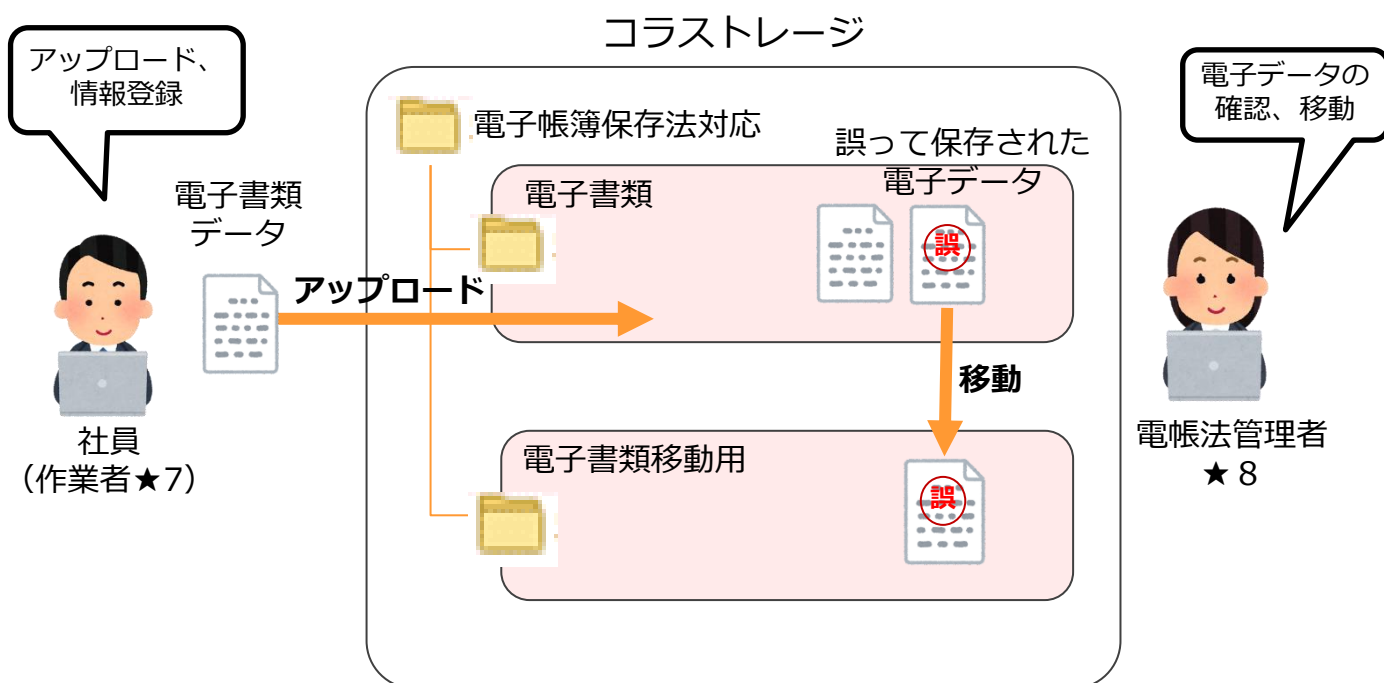 コラストレージ
アップロード、
情報登録
電子データの
確認、移動
電子帳簿保存法対応
誤って保存された
電子データ
電子書類
電子書類
データ
誤
アップロード
移動
社員
（作業者★7）
電子書類移動用
誤
電帳法管理者
★８